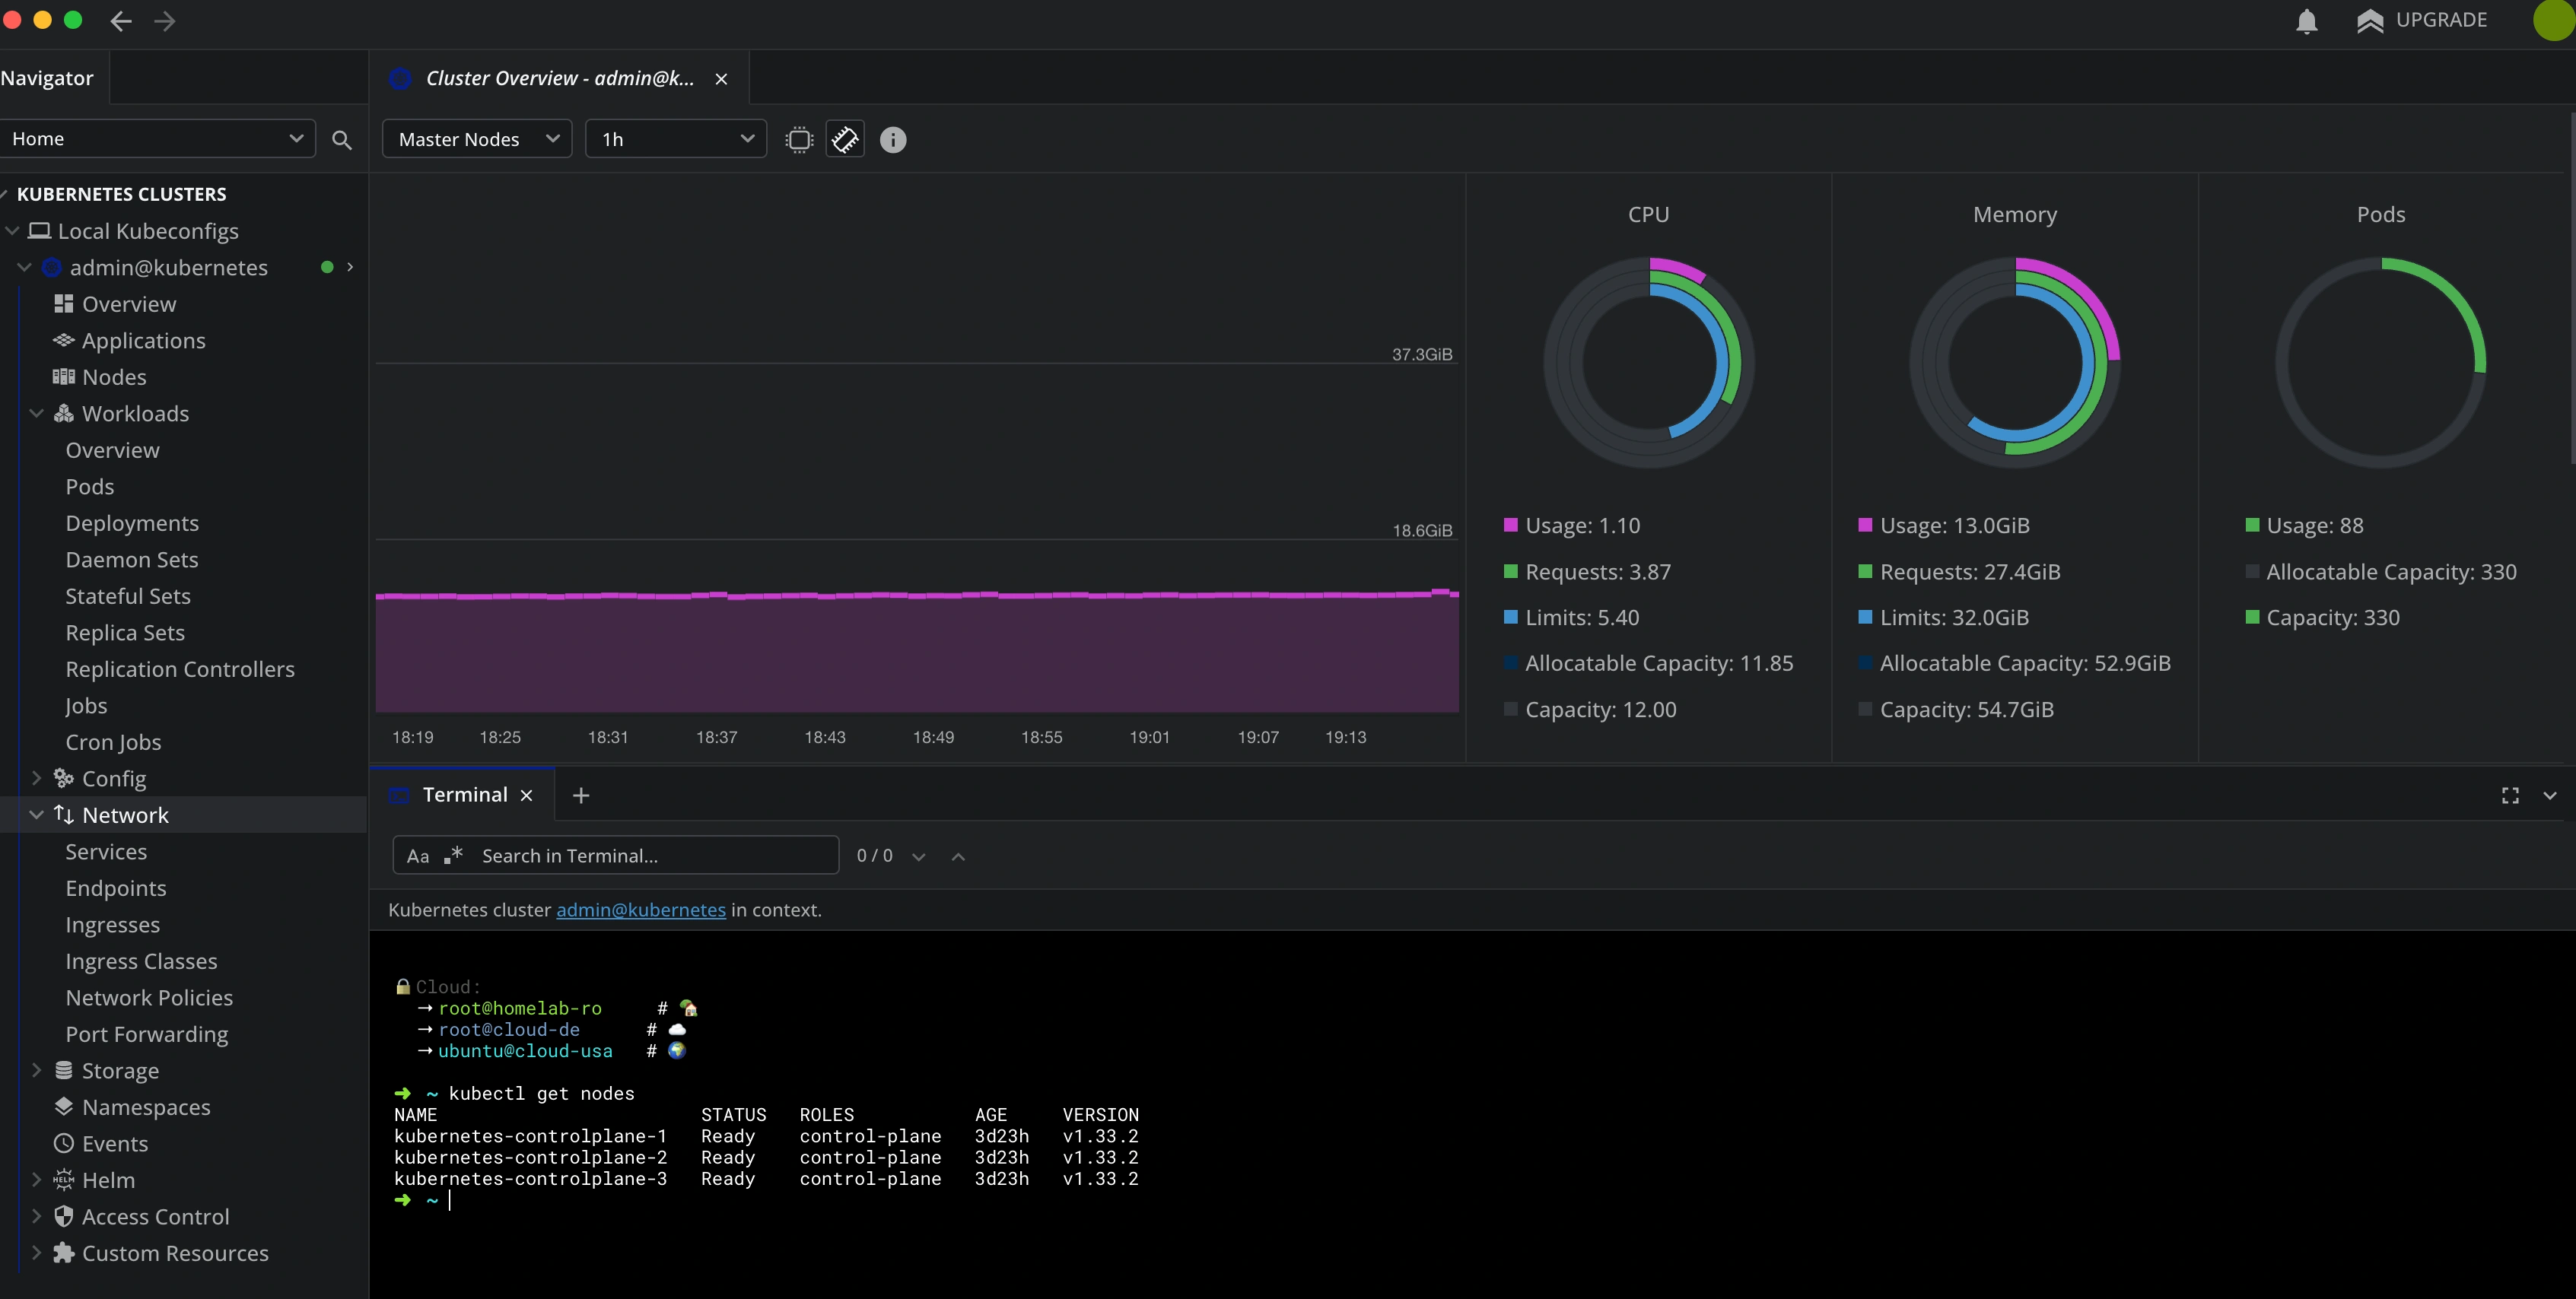 UPGRADE
Navigator
Cluster Overview - admin@k...
Home
Master Nodes
1h
KUBERNETES CLUSTERS
Local Kubeconfigs
admin@kubernetes
Overview
Applications
Nodes
Workloads
Overview
Pods
Deployments
Daemon Sets
Stateful Sets
Replica Sets
Replication Controllers
Jobs
Cron Jobs
Config
Network
Services
Endpoints
Ingresses
Ingress Classes
Network Policies
Port Forwarding
Storage
Namespaces
Events
HELM Helm
Access Control
Custom Resources
37.3GiB
18.6GiB
18:19 18:25 18:31 18:37 18:43 18:49 18:55 19:01 19:07 19:13
CPU
Usage: 1.10
Requests: 3.87
Limits: 5.40
Allocatable Capacity: 11.85
Capacity: 12.00
Memory
Usage: 13.0GiB
Requests: 27.4GiB
Limits: 32.0GiB
Allocatable Capacity: 52.9GiB
Capacity: 54.7GiB
Pods
Usage: 88
Allocatable Capacity: 330
Capacity: 330
Terminal
Aa .* Search in Terminal... 0 / 0
Kubernetes cluster admin@kubernetes in context.
🔒 Cloud:
→ root@homelab-ro # 🏡
→ root@cloud-de # ☁️
→ ubuntu@cloud-usa # 🌍
➜ ~ kubectl get nodes
NAME STATUS ROLES AGE VERSION
kubernetes-controlplane-1 Ready control-plane 3d23h v1.33.2
kubernetes-controlplane-2 Ready control-plane 3d23h v1.33.2
kubernetes-controlplane-3 Ready control-plane 3d23h v1.33.2
➜ ~